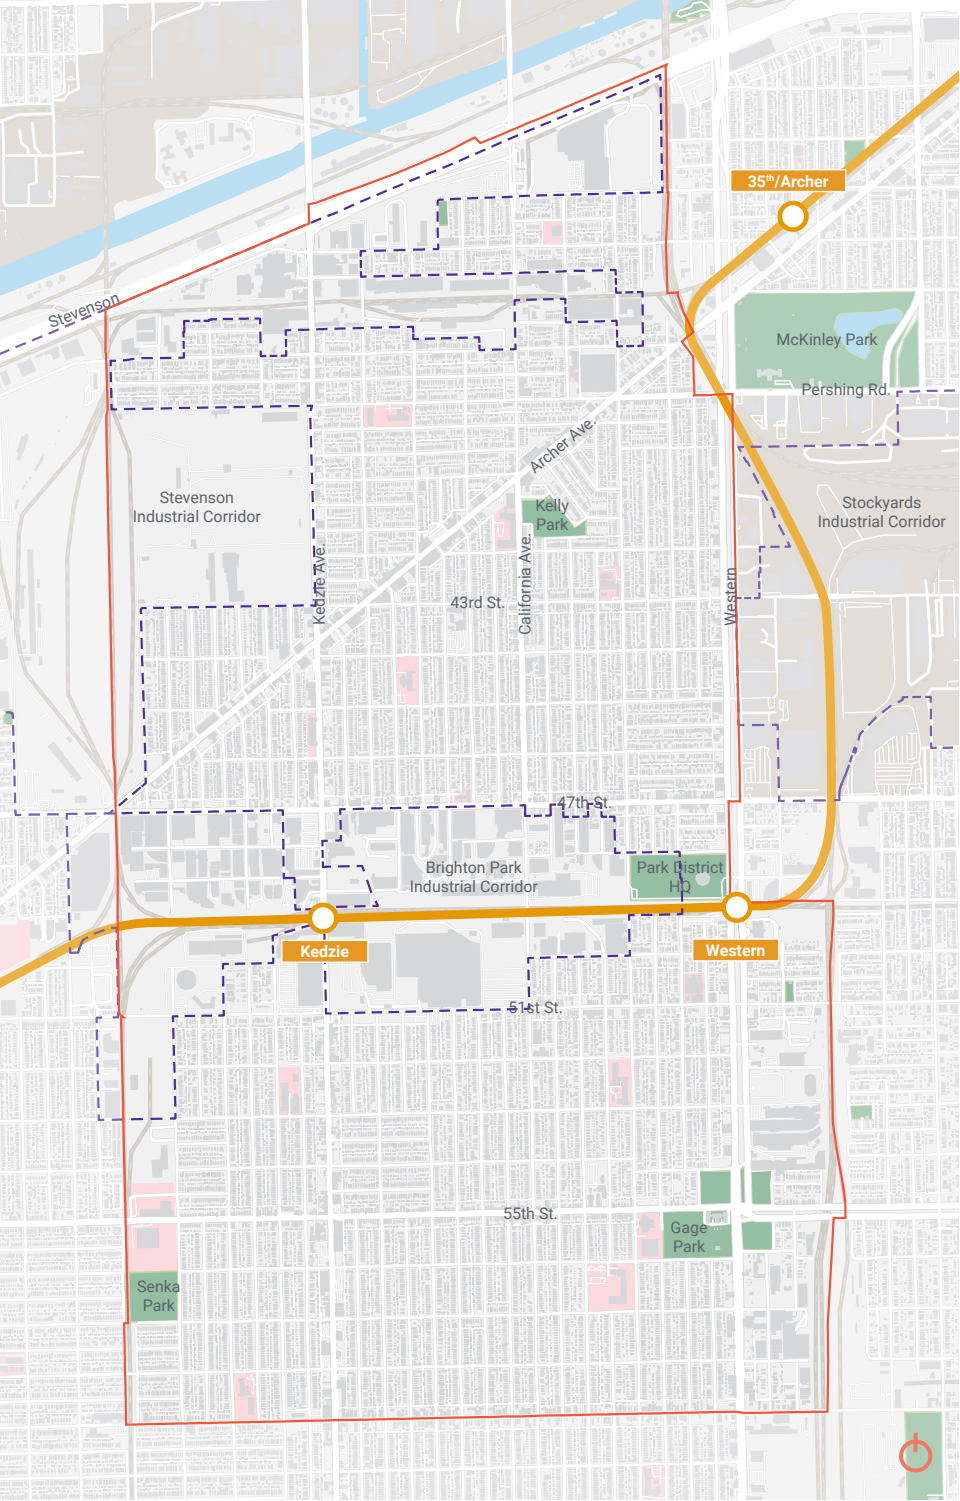 35th/Archer
Stevenson
McKinley Park
Pershing Rd.
Archer Ave.
Stevenson
Industrial Corridor
Kelly
Park
Stockyards
Industrial Corridor
Kedzie Ave.
California Ave.
Western
43rd St.
47th St.
Brighton Park
Industrial Corridor
Park District
HQ
Kedzie
Western
51st St.
55th St.
Gage
Park
Senka
Park